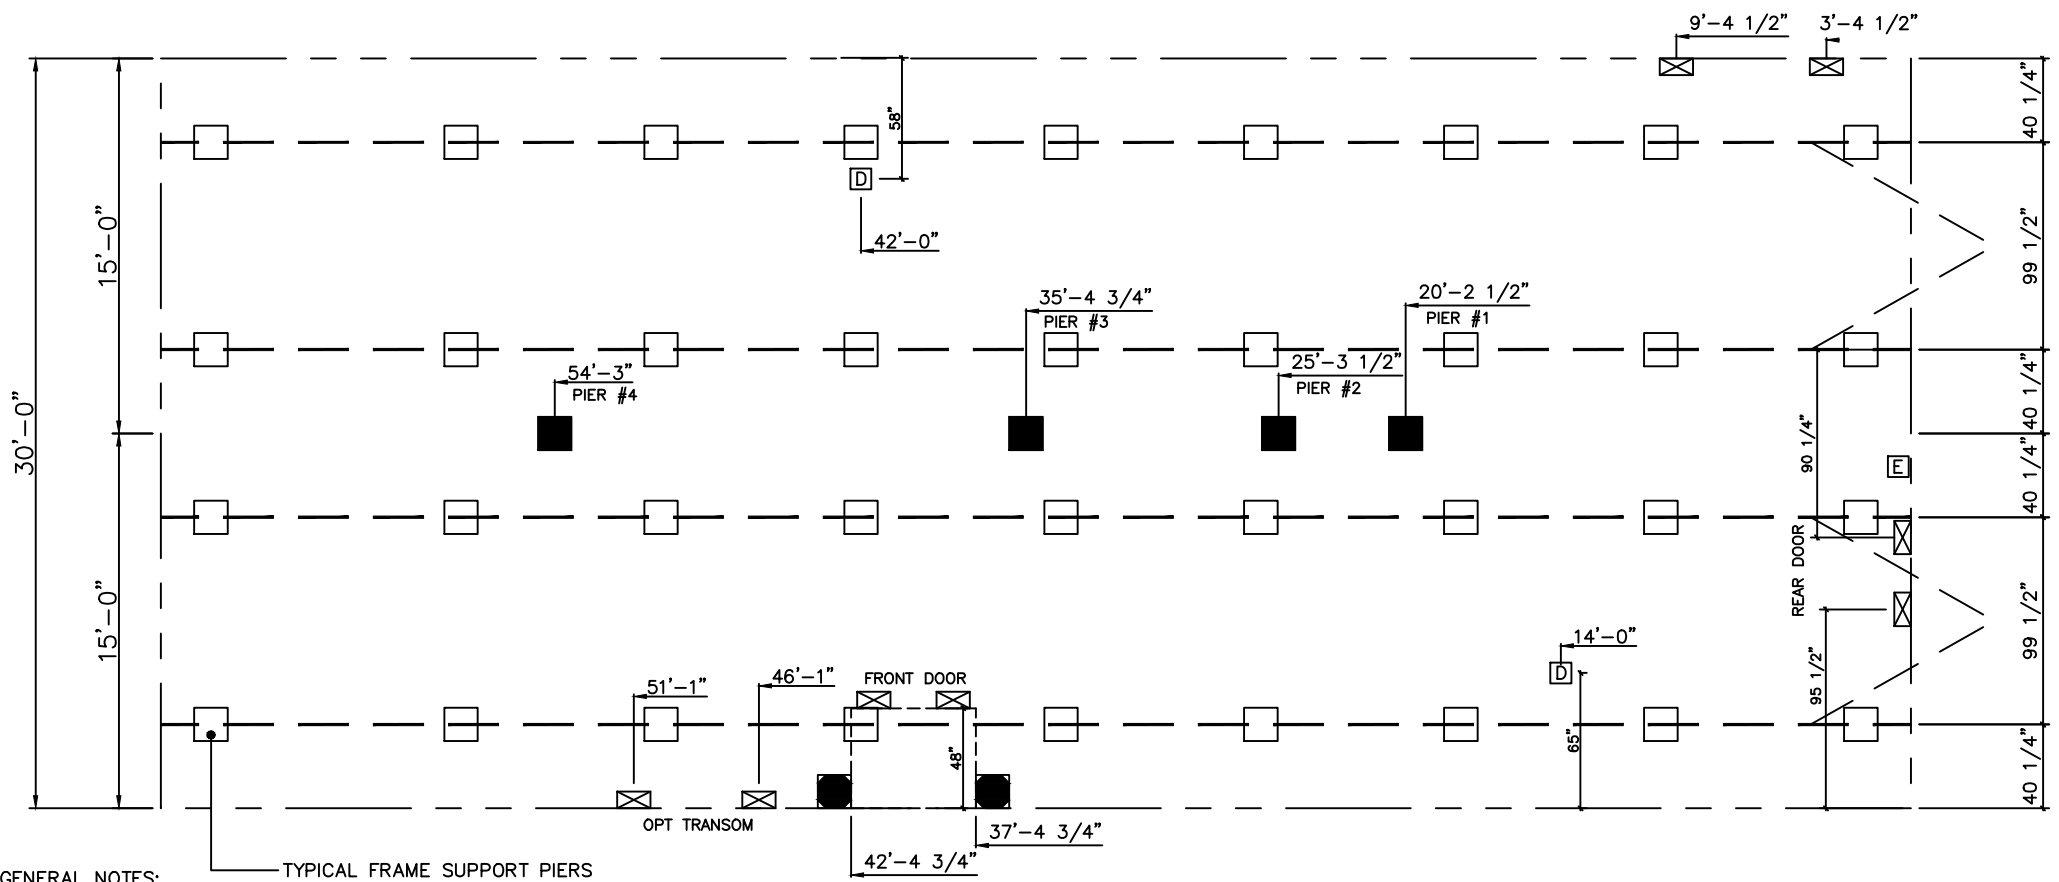 9'-4 1/2"
3'-4 1/2"
40 1/4"
58"
D
15'-0"
42'-0"
99 1/2"
35'-4 3/4"
PIER #3
20'-2 1/2"
PIER #1
54'-3"
PIER #4
25'-3 1/2"
PIER #2
30'-0"
40 1/4"
90 1/4"
E
40 1/4"
REAR DOOR
15'-0"
99 1/2"
14'-0"
D
51'-1"
46'-1"
FRONT DOOR
95 1/2"
65"
48"
40 1/4"
OPT TRANSOM
37'-4 3/4"
42'-4 3/4"
TYPICAL FRAME SUPPORT PIERS
GENERAL NOTES: